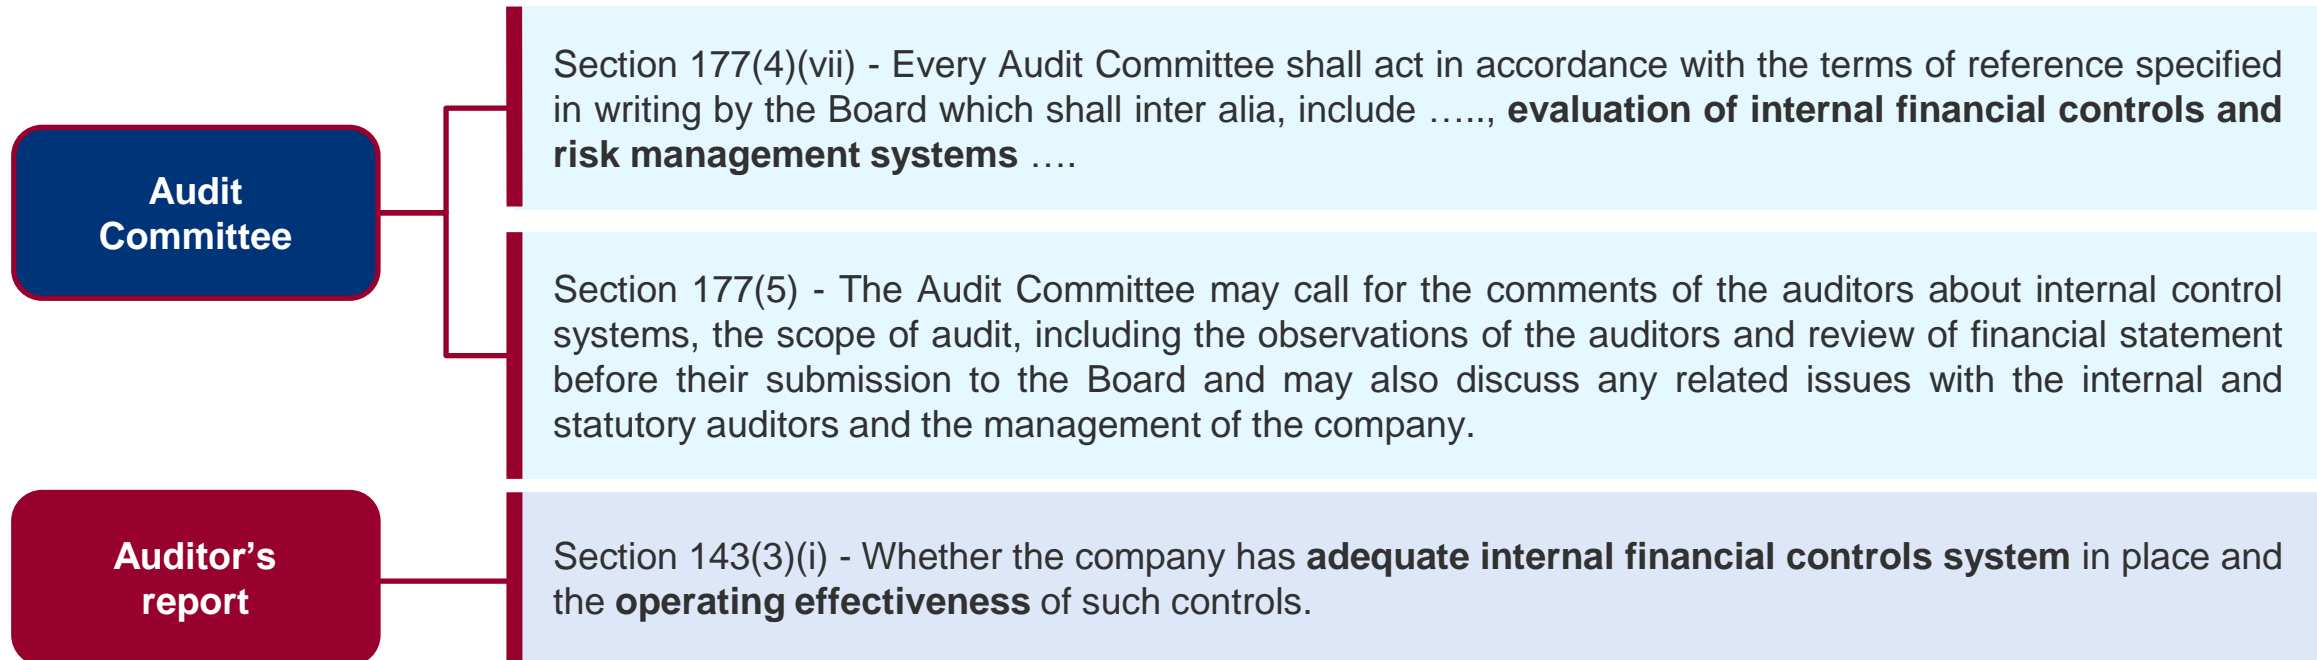 Audit
Committee
Section 177(4)(vii) - Every Audit Committee shall act in accordance with the terms of reference specified
in writing by the Board which shall inter alia, include ….., evaluation of internal financial controls and
risk management systems ….
Section 177(5) - The Audit Committee may call for the comments of the auditors about internal control
systems, the scope of audit, including the observations of the auditors and review of financial statement
before their submission to the Board and may also discuss any related issues with the internal and
statutory auditors and the management of the company.
Auditor’s
report
Section 143(3)(i) - Whether the company has adequate internal financial controls system in place and
the operating effectiveness of such controls.